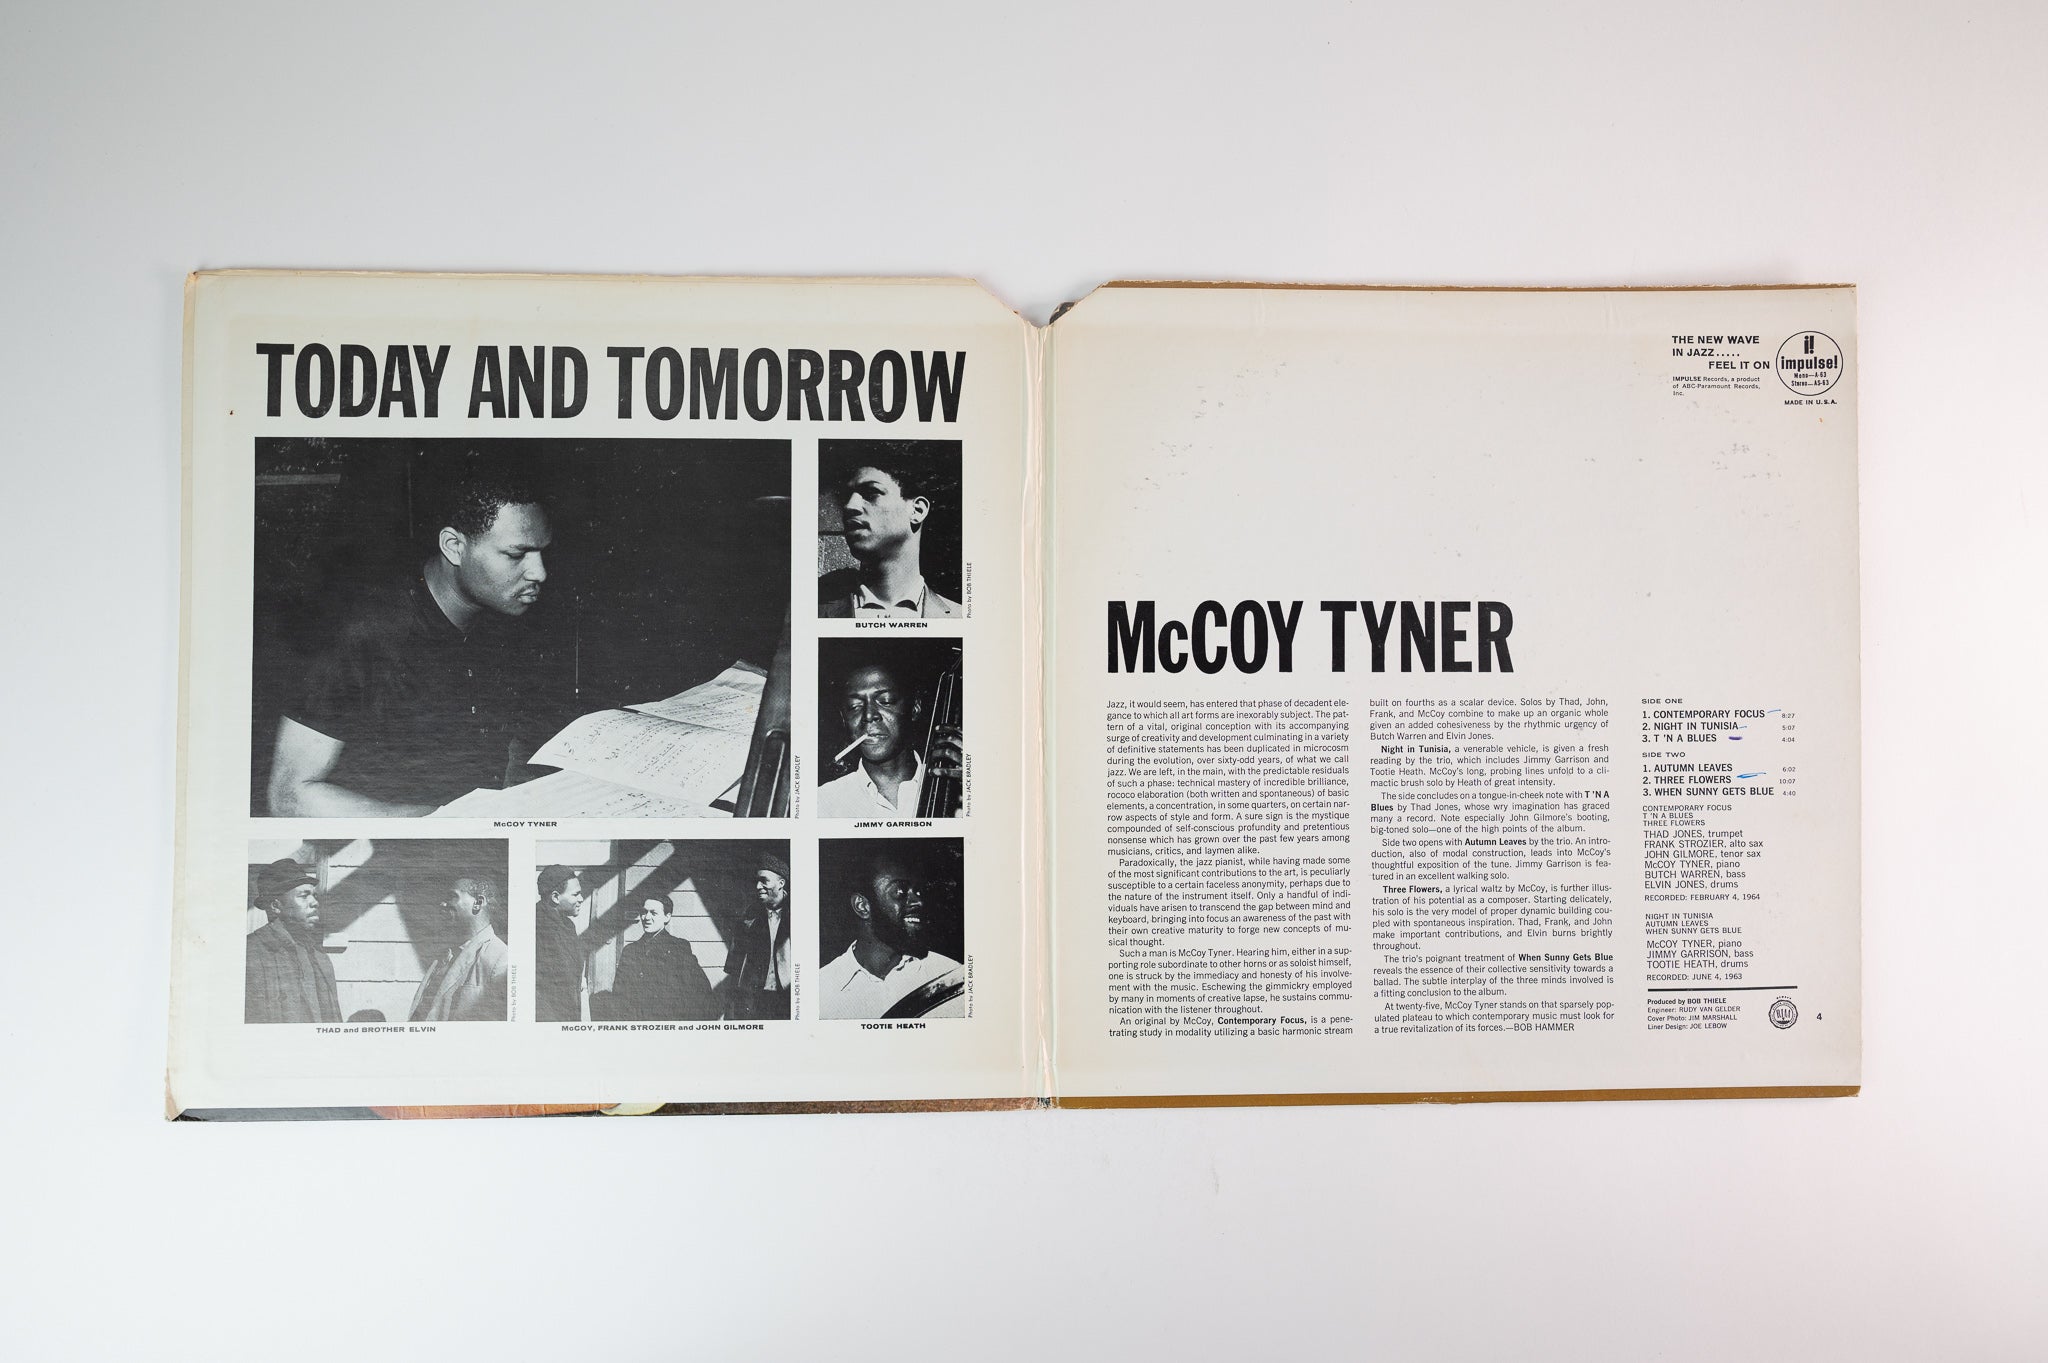 TODAY AND TOMORROW
Photo by BOB THIELE
BUTCH WARREN
Photo by JACK BRADLEY
McCOY TYNER
Photo by JACK BRADLEY
JIMMY GARRISON
Photo by BOB THIELE
THAD and BROTHER ELVIN
Photo by BOB THIELE
McCOY, FRANK STROZIER and JOHN GILMORE
Photo by JACK BRADLEY
TOOTIE HEATH
THE NEW WAVE
IN JAZZ.....
FEEL IT ON
IMPULSE Records, a product
of ABC-Paramount Records,
Inc.
i!
impulse!
Mono—A-63
Stereo—AS-63
MADE IN U.S.A.
McCOY TYNER
Jazz, it would seem, has entered that phase of decadent ele-
gance to which all art forms are inexorably subject. The pat-
tern of a vital, original conception with its accompanying
surge of creativity and development culminating in a variety
of definitive statements has been duplicated in microcosm
during the evolution, over sixty-odd years, of what we call
jazz. We are left, in the main, with the predictable residuals
of such a phase: technical mastery of incredible brilliance,
rococo elaboration (both written and spontaneous) of basic
elements, a concentration, in some quarters, on certain nar-
row aspects of style and form. A sure sign is the mystique
compounded of self-conscious profundity and pretentious
nonsense which has grown over the past few years among
musicians, critics, and laymen alike.
Paradoxically, the jazz pianist, while having made some
of the most significant contributions to the art, is peculiarly
susceptible to a certain faceless anonymity, perhaps due to
the nature of the instrument itself. Only a handful of indi-
viduals have arisen to transcend the gap between mind and
keyboard, bringing into focus an awareness of the past with
their own creative maturity to forge new concepts of mu-
sical thought.
Such a man is McCoy Tyner. Hearing him, either in a sup-
porting role subordinate to other horns or as soloist himself,
one is struck by the immediacy and honesty of his involve-
ment with the music. Eschewing the gimmickry employed
by many in moments of creative lapse, he sustains commu-
nication with the listener throughout.
An original by McCoy, Contemporary Focus, is a pene-
trating study in modality utilizing a basic harmonic stream
built on fourths as a scalar device. Solos by Thad, John,
Frank, and McCoy combine to make up an organic whole
given an added cohesiveness by the rhythmic urgency of
Butch Warren and Elvin Jones.
Night in Tunisia, a venerable vehicle, is given a fresh
reading by the trio, which includes Jimmy Garrison and
Tootie Heath. McCoy's long, probing lines unfold to a cli-
mactic brush solo by Heath of great intensity.
The side concludes on a tongue-in-cheek note with T 'N A
Blues by Thad Jones, whose wry imagination has graced
many a record. Note especially John Gilmore's booting,
big-toned solo—one of the high points of the album.
Side two opens with Autumn Leaves by the trio. An intro-
duction, also of modal construction, leads into McCoy's
thoughtful exposition of the tune. Jimmy Garrison is fea-
tured in an excellent walking solo.
Three Flowers, a lyrical waltz by McCoy, is further illus-
tration of his potential as a composer. Starting delicately,
his solo is the very model of proper dynamic building cou-
pled with spontaneous inspiration. Thad, Frank, and John
make important contributions, and Elvin burns brightly
throughout.
The trio's poignant treatment of When Sunny Gets Blue
reveals the essence of their collective sensitivity towards a
ballad. The subtle interplay of the three minds involved is
a fitting conclusion to the album.
At twenty-five, McCoy Tyner stands on that sparsely pop-
ulated plateau to which contemporary music must look for
a true revitalization of its forces.—BOB HAMMER
SIDE ONE
1. CONTEMPORARY FOCUS 8:27
2. NIGHT IN TUNISIA 5:07
3. T 'N A BLUES 4:04
SIDE TWO
1. AUTUMN LEAVES 6:02
2. THREE FLOWERS 10:07
3. WHEN SUNNY GETS BLUE 4:40
CONTEMPORARY FOCUS
T 'N A BLUES
THREE FLOWERS
THAD JONES, trumpet
FRANK STROZIER, alto sax
JOHN GILMORE, tenor sax
McCOY TYNER, piano
BUTCH WARREN, bass
ELVIN JONES, drums
RECORDED: FEBRUARY 4, 1964
NIGHT IN TUNISIA
AUTUMN LEAVES
WHEN SUNNY GETS BLUE
McCOY TYNER, piano
JIMMY GARRISON, bass
TOOTIE HEATH, drums
RECORDED: JUNE 4, 1963
Produced by BOB THIELE
Engineer: RUDY VAN GELDER
Cover Photo: JIM MARSHALL
Liner Design: JOE LEBOW
RIAA
4